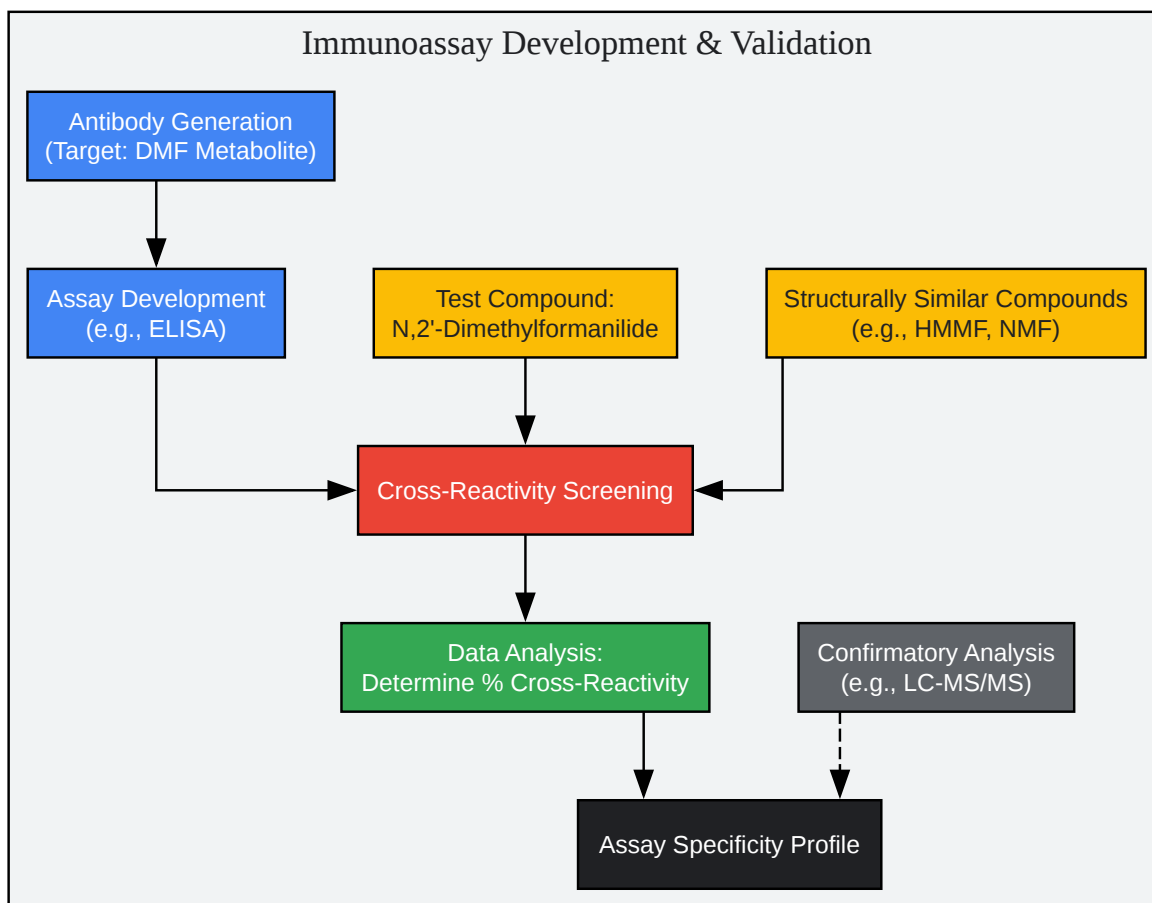 Immunoassay Development & Validation
Antibody Generation
(Target: DMF Metabolite)
Assay Development
(e.g., ELISA)
Test Compound:
N,2'-Dimethylformanilide
Structurally Similar Compounds
(e.g., HMMF, NMF)
Cross-Reactivity Screening
Data Analysis:
Determine % Cross-Reactivity
Confirmatory Analysis
(e.g., LC-MS/MS)
Assay Specificity Profile